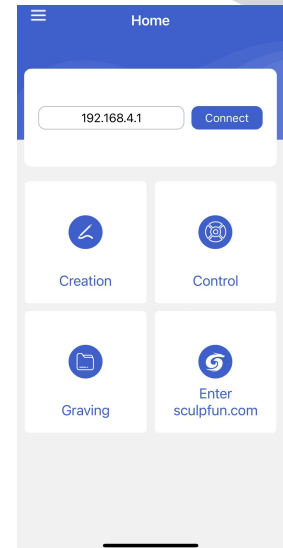 Home
192.168.4.1
Connect
Creation
Control
Graving
Enter
sculpfun.com